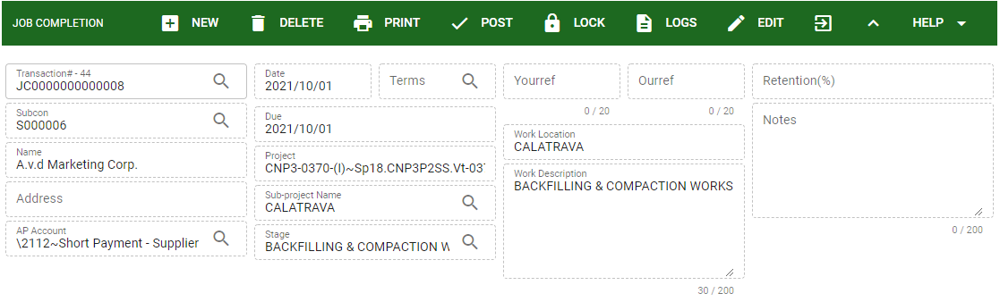 JOB COMPLETION NEW DELETE PRINT POST LOCK LOGS EDIT HELP
Transaction# - 44
JC0000000000008
Subcon
S000006
Name
A.v.d Marketing Corp.
Address
AP Account
\2112~Short Payment - Supplier
Date
2021/10/01
Terms
Due
2021/10/01
Project
CNP3-0370-(I)~Sp18.CNP3P2SS.Vt-037
Sub-project Name
CALATRAVA
Stage
BACKFILLING & COMPACTION W
Yourref
0 / 20
Ourref
0 / 20
Work Location
CALATRAVA
Work Description
BACKFILLING & COMPACTION WORKS
30 / 200
Retention(%)
Notes
0 / 200